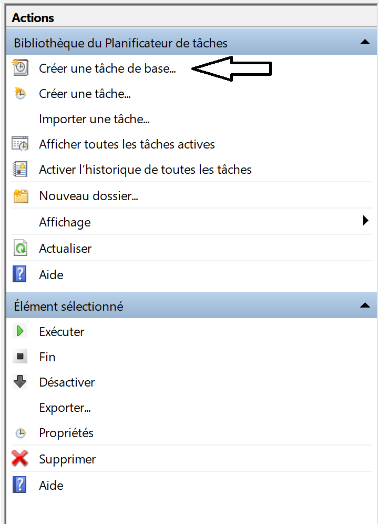 Actions
Bibliothèque du Planificateur de tâches
Créer une tâche de base...
Créer une tâche...
Importer une tâche...
Afficher toutes les tâches actives
Activer l'historique de toutes les tâches
Nouveau dossier...
Affichage
Actualiser
Aide
Élément sélectionné
Exécuter
Fin
Désactiver
Exporter...
Propriétés
Supprimer
Aide